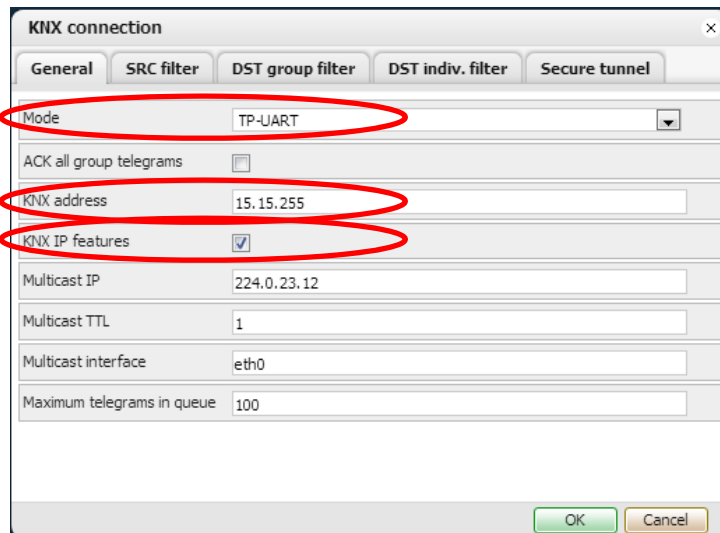 KNX connection
General SRC filter DST group filter DST indiv. filter Secure tunnel
Mode TP-UART
ACK all group telegrams
KNX address 15.15.255
KNX IP features
Multicast IP 224.0.23.12
Multicast TTL 1
Multicast interface eth0
Maximum telegrams in queue 100
OK Cancel